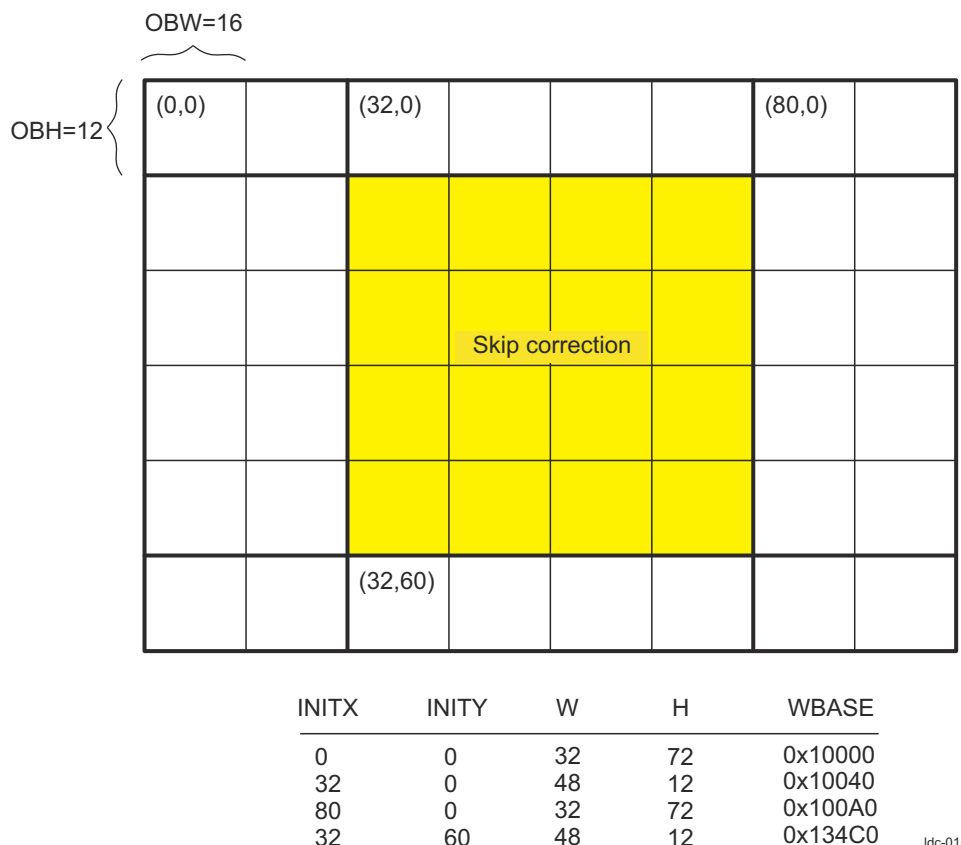 OBW=16
OBH=12
(0,0) (32,0) (80,0)
Skip correction
(32,60)
INITX INITY W H WBASE
0 0 32 72 0x10000
32 0 48 12 0x10040
80 0 32 72 0x100A0
32 60 48 12 0x134C0
ldc-01